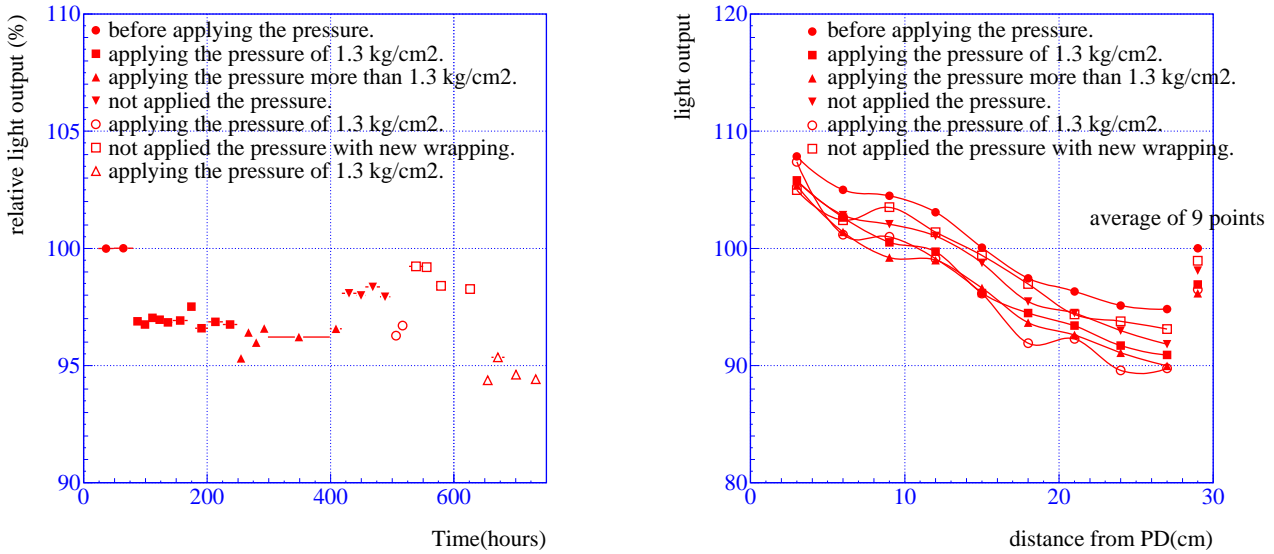 relative light output (%)
110
105
100
95
90
before applying the pressure.
applying the pressure of 1.3 kg/cm2.
applying the pressure more than 1.3 kg/cm2.
not applied the pressure.
applying the pressure of 1.3 kg/cm2.
not applied the pressure with new wrapping.
applying the pressure of 1.3 kg/cm2.
0 200 400 600
Time(hours)
light output
120
110
100
90
80
before applying the pressure.
applying the pressure of 1.3 kg/cm2.
applying the pressure more than 1.3 kg/cm2.
not applied the pressure.
applying the pressure of 1.3 kg/cm2.
not applied the pressure with new wrapping.
average of 9 points
0 10 20 30
distance from PD(cm)